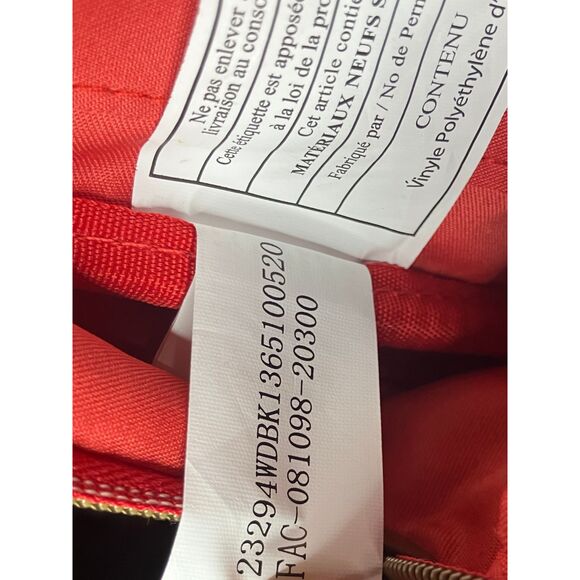 Ne pas enlever
livraison au conso
Cette étiquette est apposée
à la loi de la pro
Cet article contie
MATÉRIAUX NEUFS S
Fabriqué par / No de Perm
CONTENU
Vinyle Polyéthylène d'
23294WDBK1365100520
FAC-081098-20300